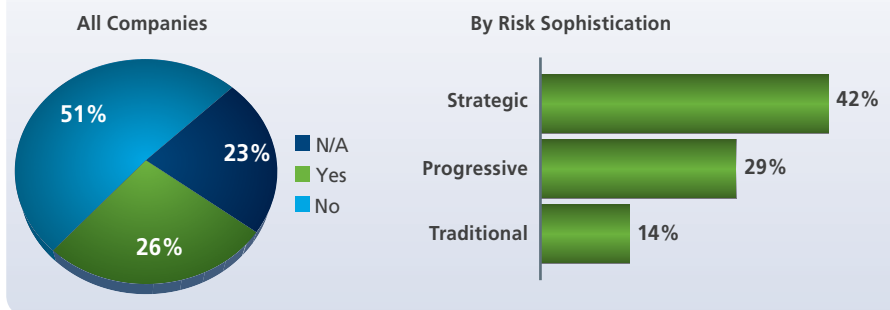 All Companies
51%
23%
26%
N/A
Yes
No
By Risk Sophistication
Strategic
42%
Progressive
29%
Traditional
14%